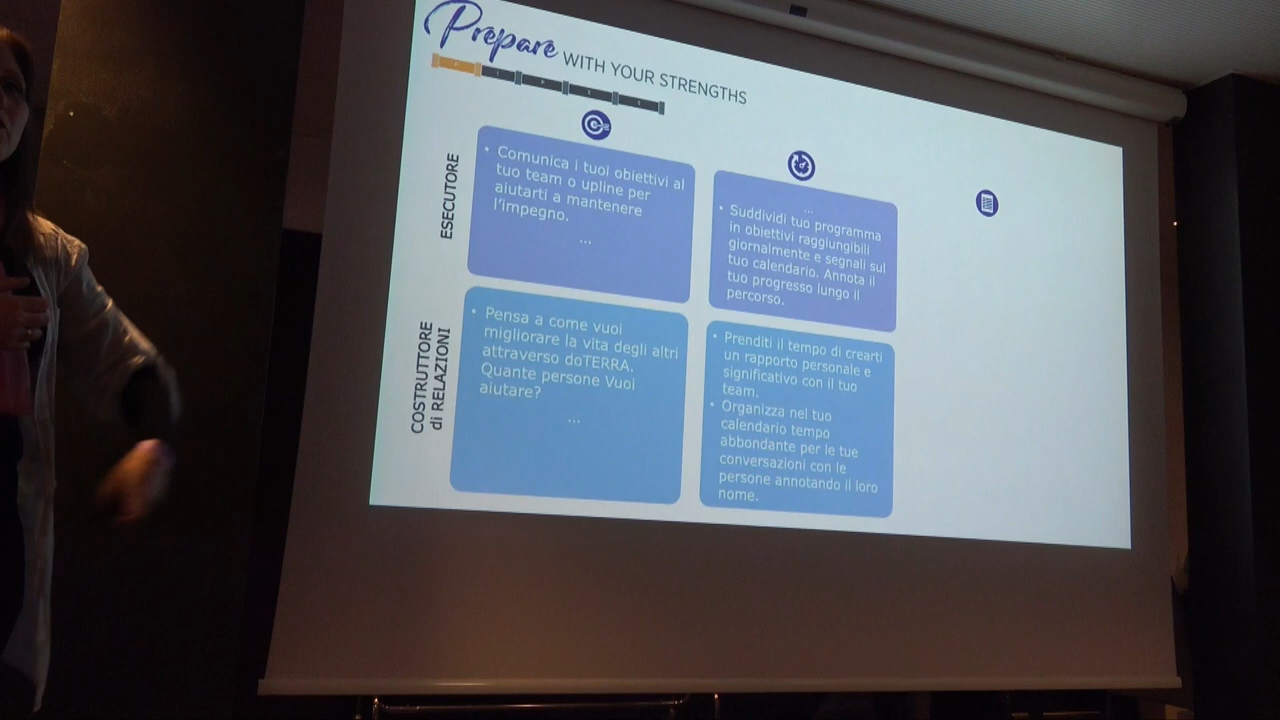 Prepare WITH YOUR STRENGTHS
ESECUTORE
• Comunica i tuoi obiettivi al
tuo team o upline per
aiutarti a mantenere
l'impegno.
...
...
• Suddividi tuo programma
in obiettivi raggiungibili
giornalmente e segnali sul
tuo calendario. Annota il
tuo progresso lungo il
percorso.
COSTRUTTORE
di RELAZIONI
• Pensa a come vuoi
migliorare la vita degli altri
attraverso doTERRA.
Quante persone Vuoi
aiutare?
...
• Prenditi il tempo di crearti
un rapporto personale e
significativo con il tuo
team.
• Organizza nel tuo
calendario tempo
abbondante per le tue
conversazioni con le
persone annotando il loro
nome.